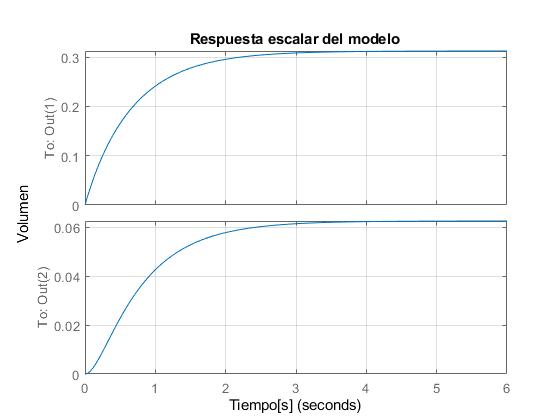 Respuesta escalar del modelo
0.3
0.2
0.1
0
To: Out(1)
Volumen
0.06
0.04
0.02
0
To: Out(2)
0 1 2 3 4 5 6
Tiempo[s] (seconds)